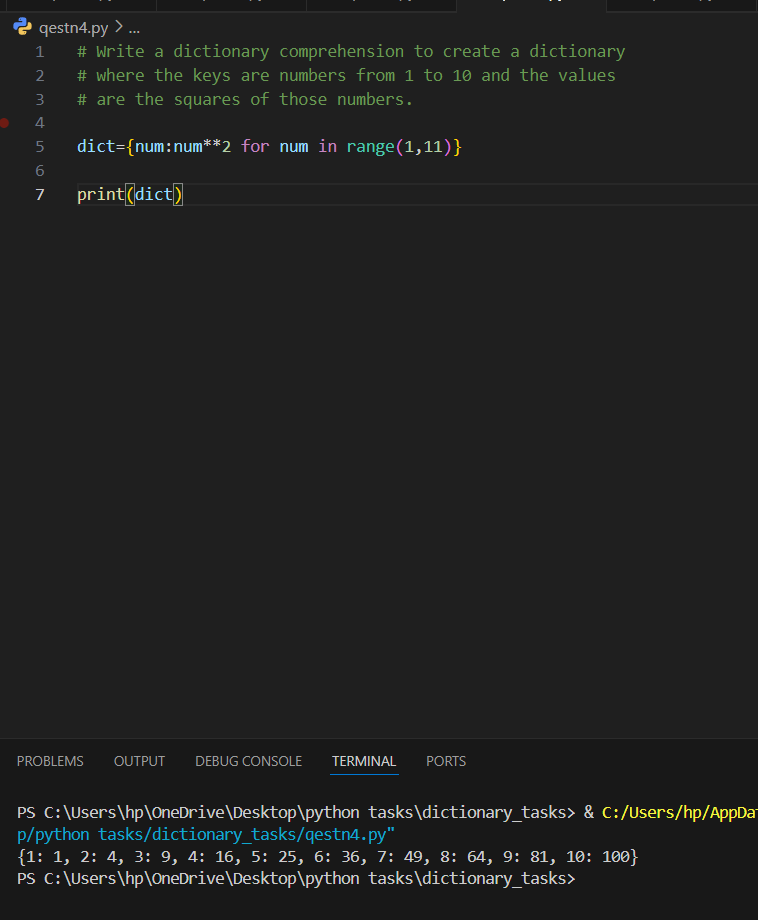 qestn4.py > ...
1 # Write a dictionary comprehension to create a dictionary
2 # where the keys are numbers from 1 to 10 and the values
3 # are the squares of those numbers.
4
5 dict={num:num**2 for num in range(1,11)}
6
7 print(dict)
PROBLEMS OUTPUT DEBUG CONSOLE TERMINAL PORTS
PS C:\Users\hp\OneDrive\Desktop\python tasks\dictionary_tasks> & C:/Users/hp/AppDa
p/python tasks/dictionary_tasks/qestn4.py"
{1: 1, 2: 4, 3: 9, 4: 16, 5: 25, 6: 36, 7: 49, 8: 64, 9: 81, 10: 100}
PS C:\Users\hp\OneDrive\Desktop\python tasks\dictionary_tasks>